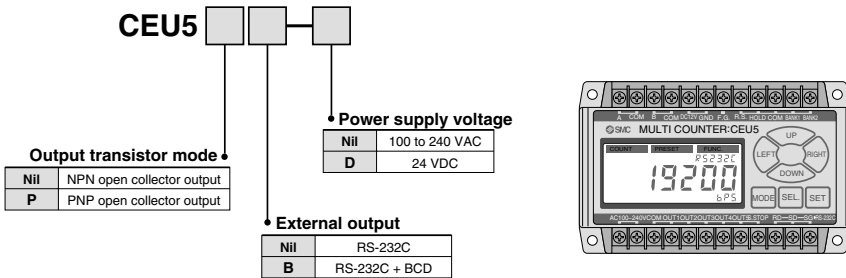 CEU5
Power supply voltage
Nil 100 to 240 VAC
D 24 VDC
Output transistor mode
Nil NPN open collector output
P PNP open collector output
External output
Nil RS-232C
B RS-232C + BCD
A COM B COM DC12V GND F.G. R.S. HOLD COM BANK1 BANK2
SMC MULTI COUNTER:CEU5
COUNT PRESET FUNC.
RS232C
19200
bPS
UP
LEFT RIGHT
DOWN
MODE SEL. SET
AC100-240V COM OUT1 OUT2 OUT3 OUT4 OUT5 S.STOP RD SD SG RS-232C